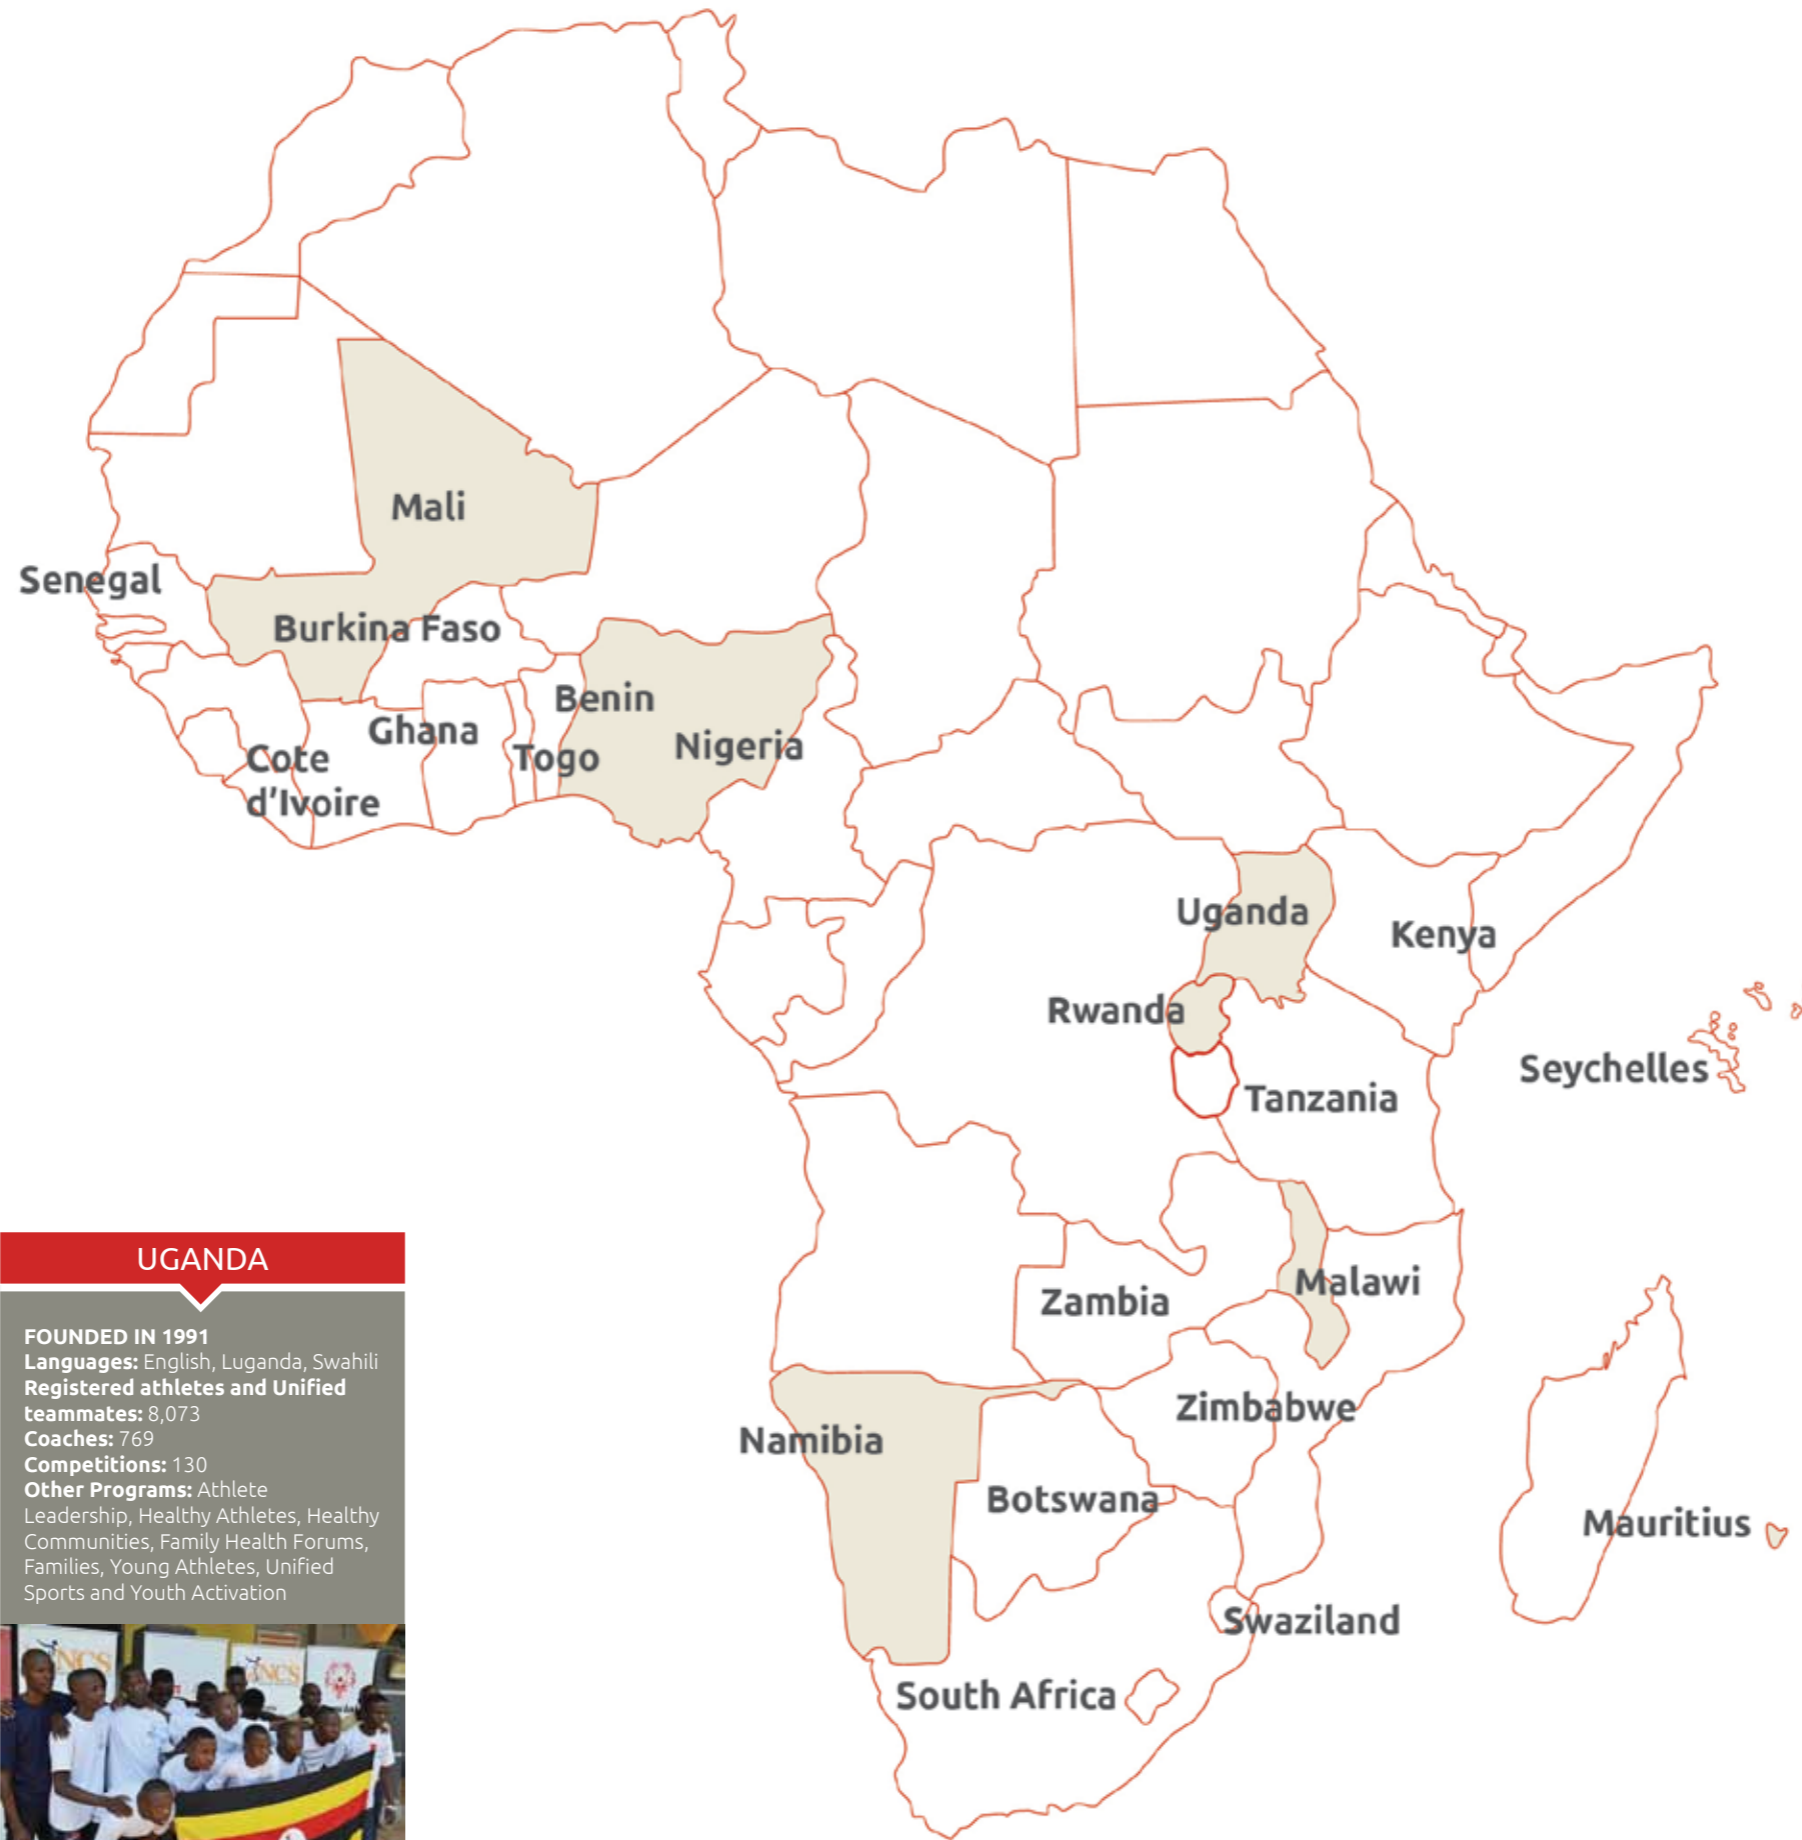 Mali
Senegal
Burkina Faso
Benin
Ghana
Nigeria
Togo
Cote
d'Ivoire
Uganda
Kenya
Rwanda
Seychelles
Tanzania
Malawi
Zambia
Zimbabwe
Namibia
Botswana
Mauritius
Swaziland
South Africa
UGANDA
FOUNDED IN 1991
Languages: English, Luganda, Swahili
Registered athletes and Unified
teammates: 8,073
Coaches: 769
Competitions: 130
Other Programs: Athlete
Leadership, Healthy Athletes, Healthy
Communities, Family Health Forums,
Families, Young Athletes, Unified
Sports and Youth Activation
NCS
NCS